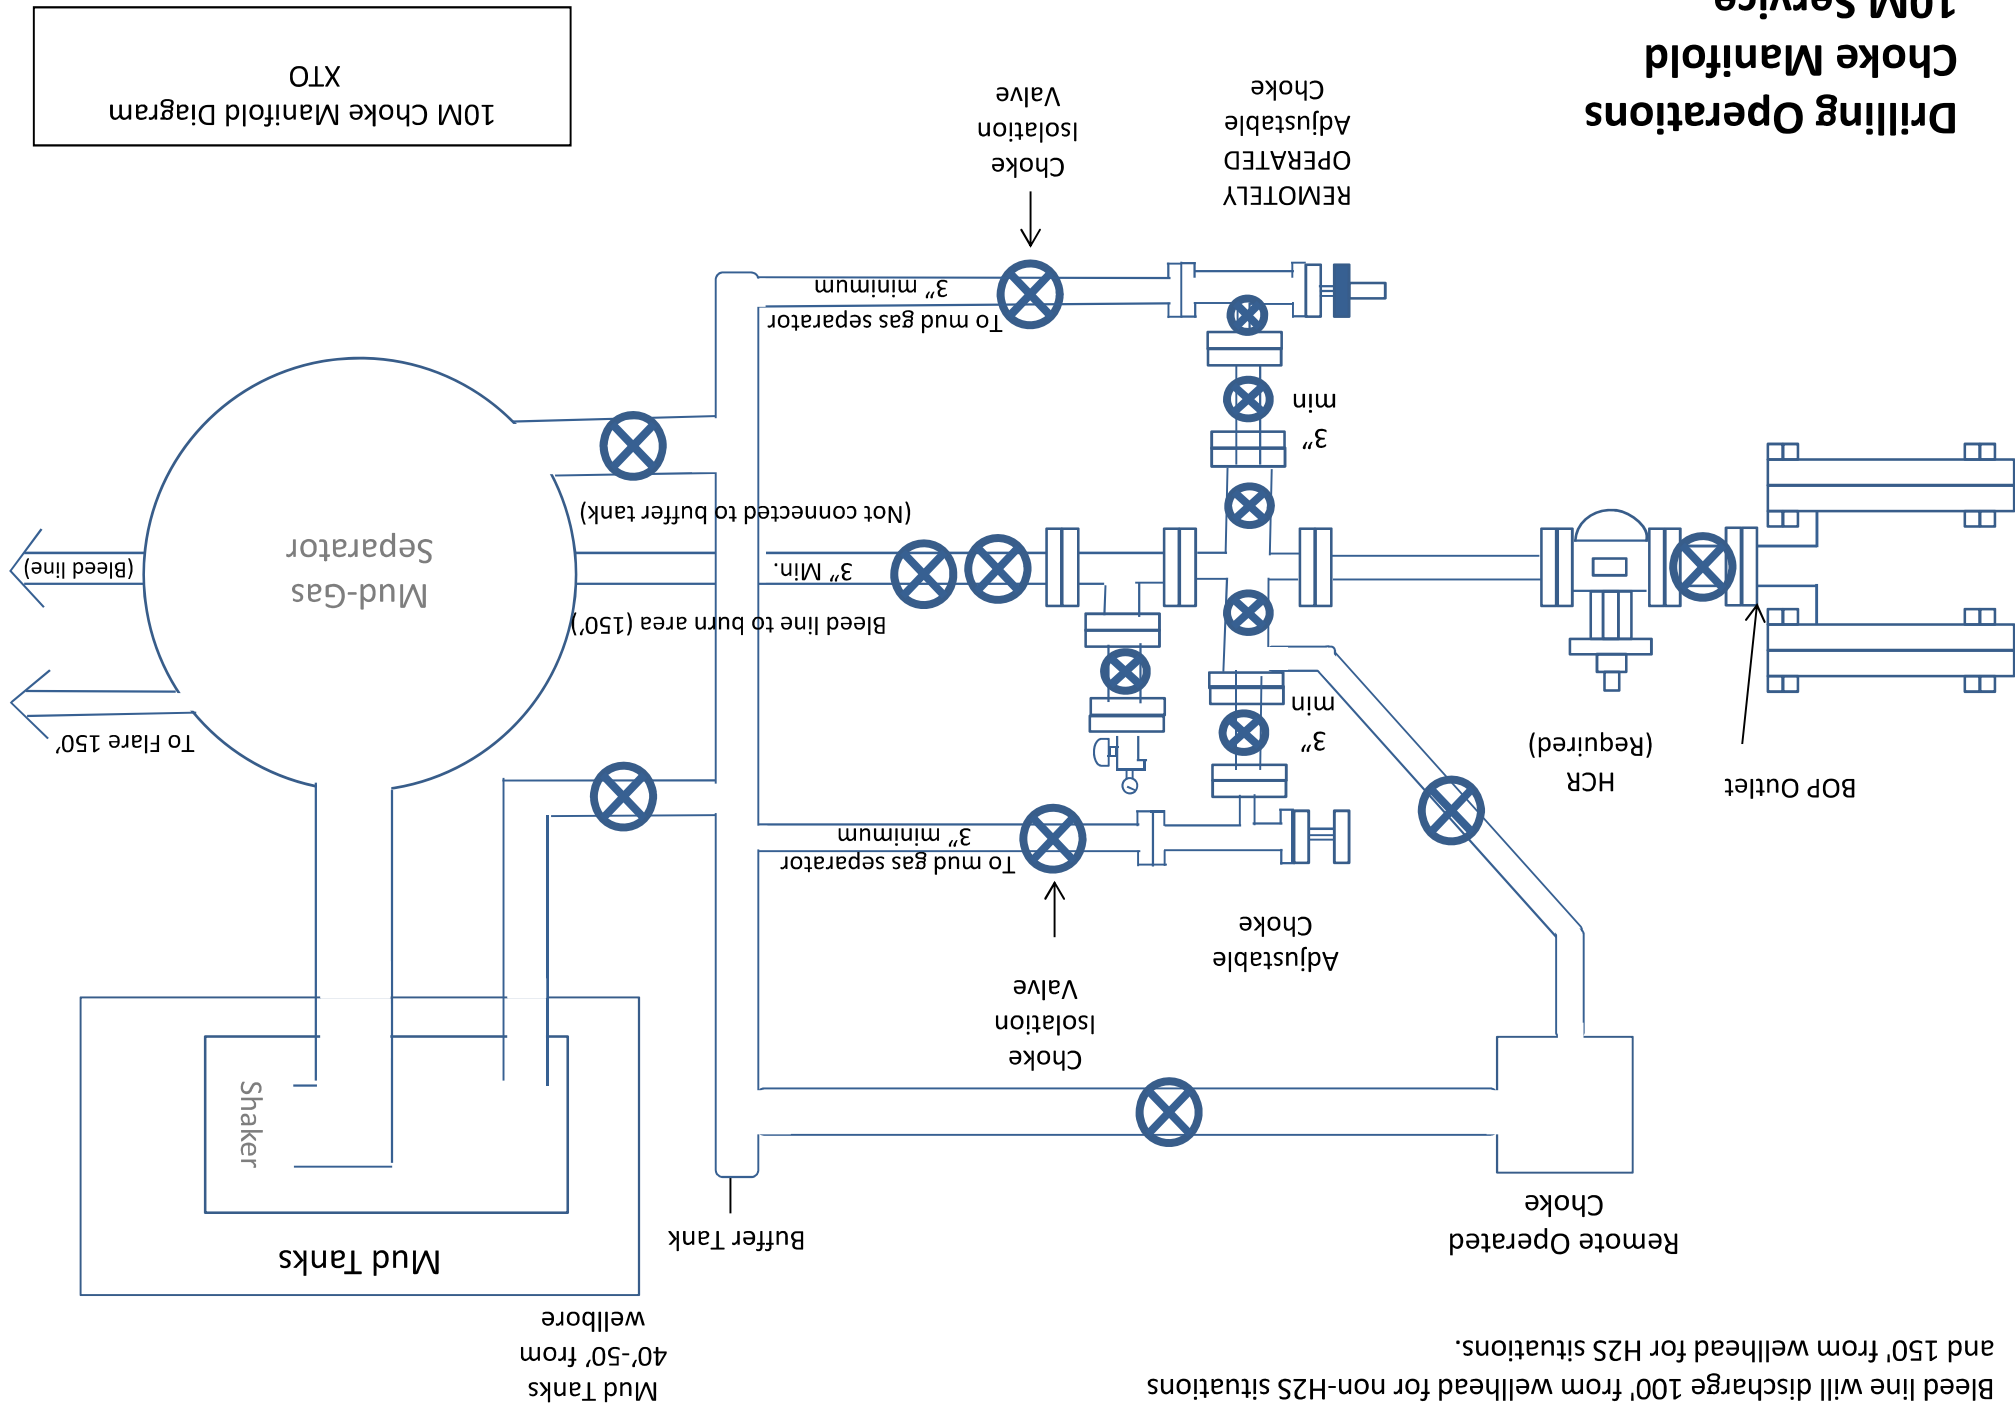 Bleed line will discharge 100' from wellhead for non-H2S situations
and 150' from wellhead for H2S situations.
Mud Tanks
40'-50' from
wellbore
Remote Operated
Choke
Buffer Tank
Mud Tanks
Shaker
Choke
Isolation
Valve
Adjustable
Choke
To mud gas separator
3" minimum
BOP Outlet
HCR
(Required)
3"
min
To Flare 150'
Bleed line to burn area (150')
3" Min.
(Not connected to buffer tank)
Mud-Gas
Separator
(Bleed line)
3"
min
To mud gas separator
3" minimum
REMOTELY
OPERATED
Adjustable
Choke
Choke
Isolation
Valve
Drilling Operations
Choke Manifold
10M Service
10M Choke Manifold Diagram
XTO